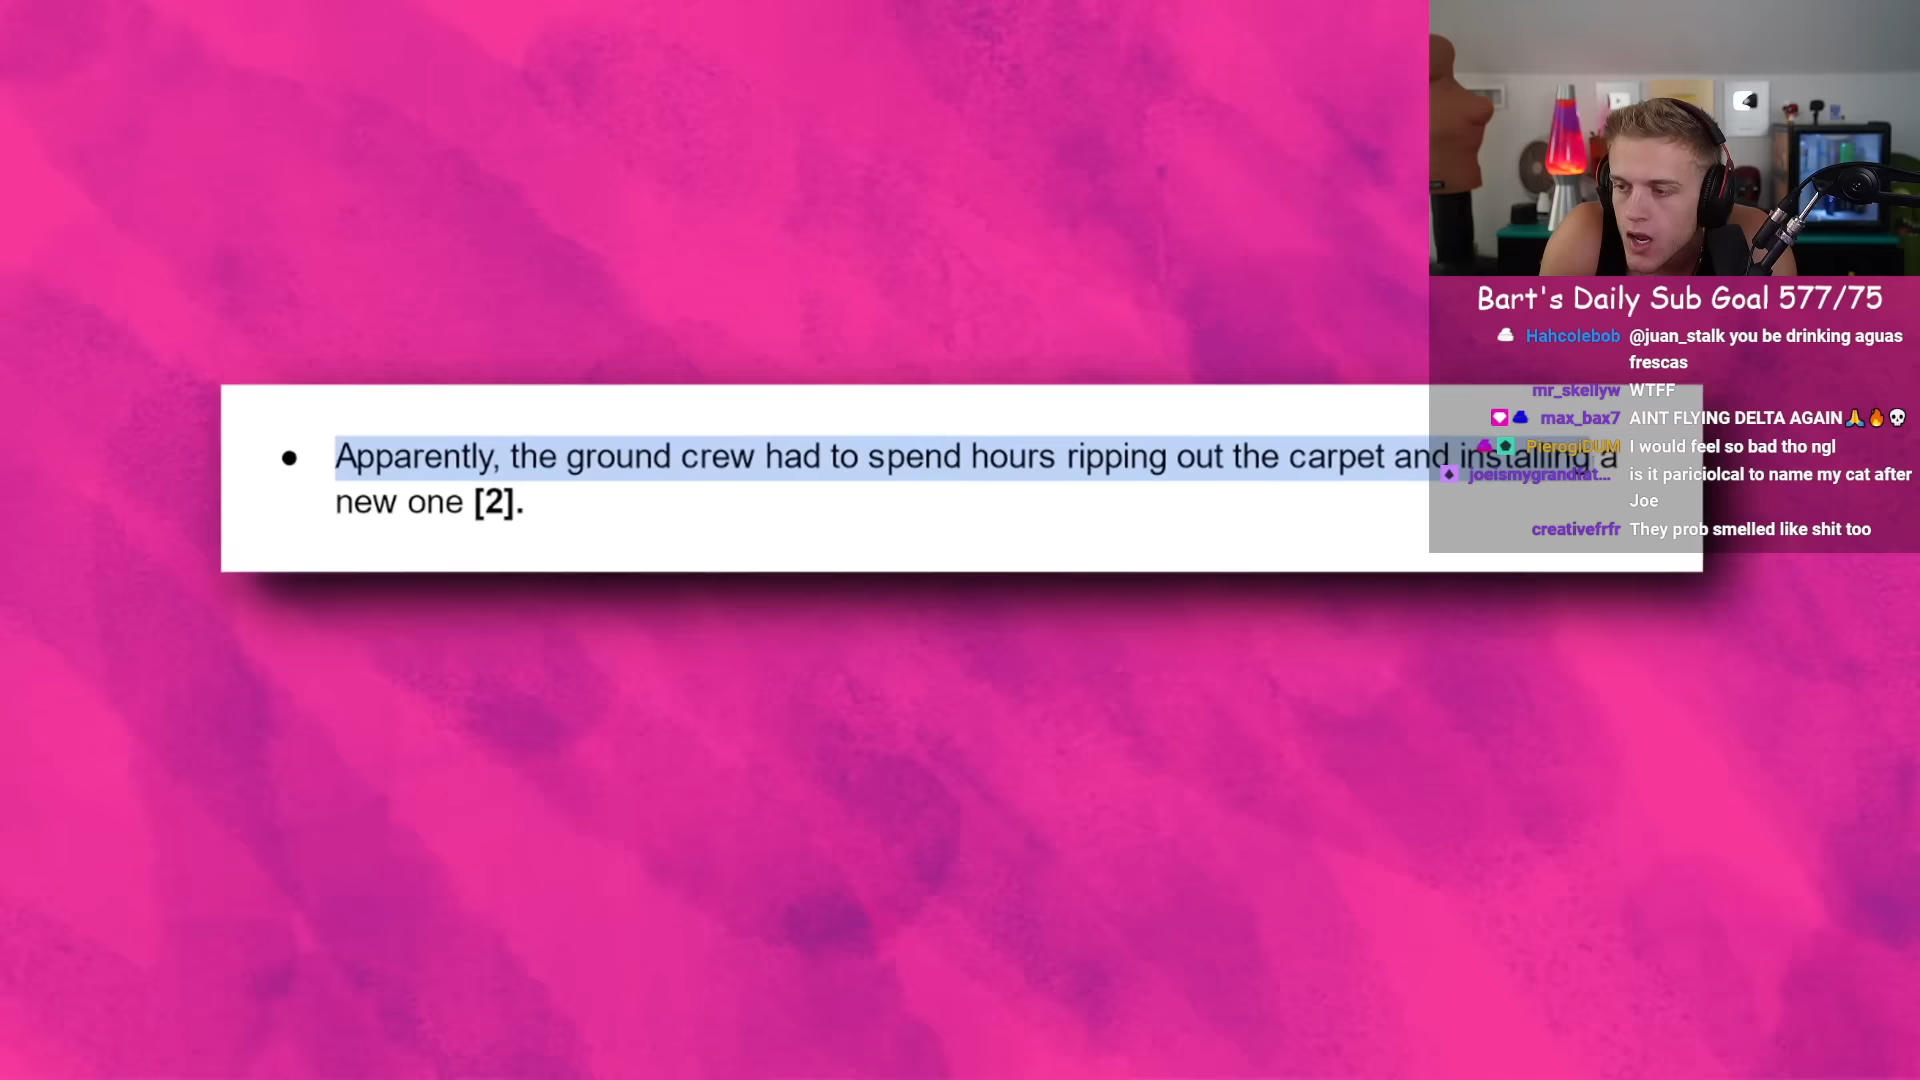 Bart's Daily Sub Goal 577/75
Hahcolebob @juan_stalk you be drinking aguas
frescas
mr_skellyw WTFF
max_bax7 AINT FLYING DELTA AGAIN🙏🔥💀
PierogiDUM I would feel so bad tho ngl
joeismygrandfat... is it pariciolcal to name my cat after
Joe
creativefrfr They prob smelled like shit too
● Apparently, the ground crew had to spend hours ripping out the carpet and installing a
new one [2].